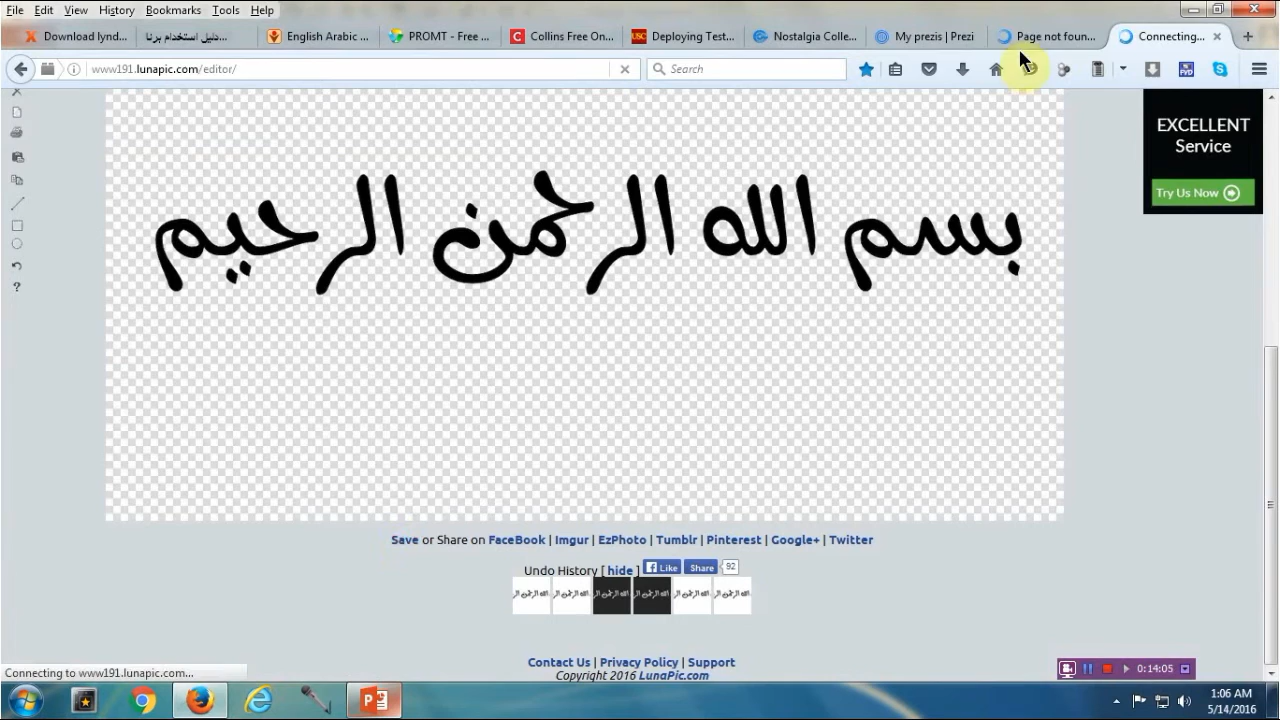 File Edit View History Bookmarks Tools Help
Download lynd...
دليل استخدام برنا...
English Arabic ...
PROMT - Free ...
Collins Free On...
Deploying Test...
Nostalgia Colle...
My prezis | Prezi
Page not foun...
Connecting...
www191.lunapic.com/editor/
Search
EXCELLENT
Service
Try Us Now
بسم الله الرحمن الرحيم
Save or Share on FaceBook | Imgur | EzPhoto | Tumblr | Pinterest | Google+ | Twitter
Undo History [ hide ] Like Share 92
Contact Us | Privacy Policy | Support
Copyright 2016 LunaPic.com
Connecting to www191.lunapic.com...
0:14:05
1:06 AM
5/14/2016